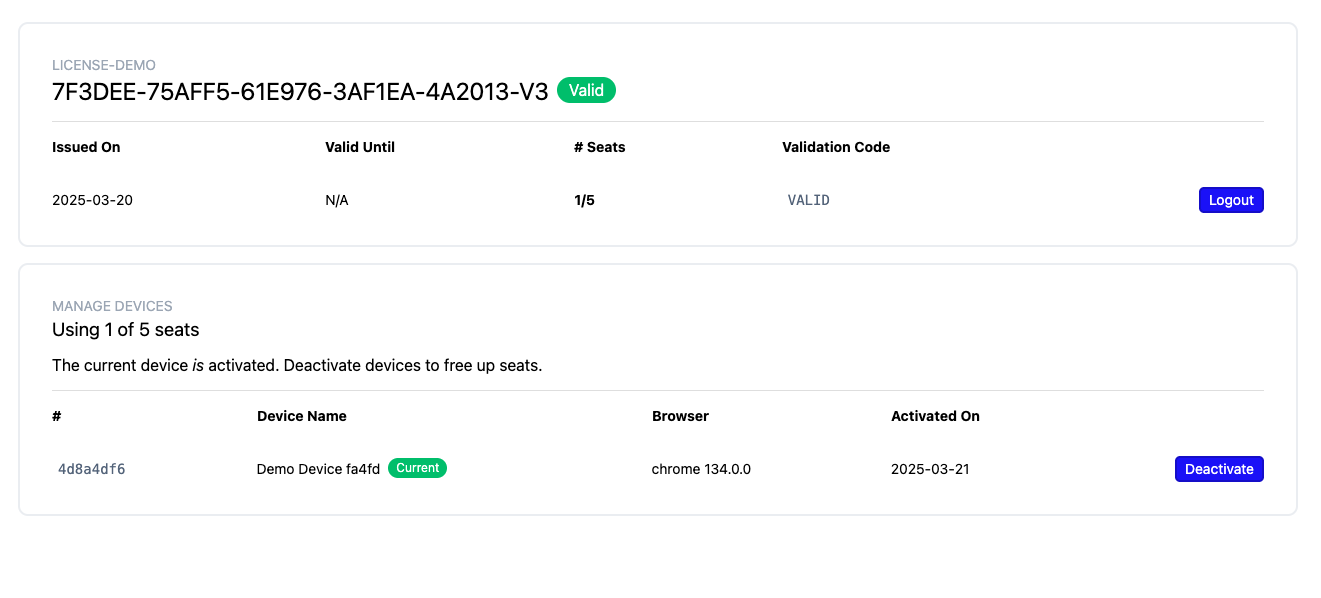 LICENSE-DEMO
7F3DEE-75AFF5-61E976-3AF1EA-4A2013-V3 Valid
Issued On Valid Until # Seats Validation Code
2025-03-20 N/A 1/5 VALID Logout
MANAGE DEVICES
Using 1 of 5 seats
The current device is activated. Deactivate devices to free up seats.
# Device Name Browser Activated On
4d8a4df6 Demo Device fa4fd Current chrome 134.0.0 2025-03-21 Deactivate